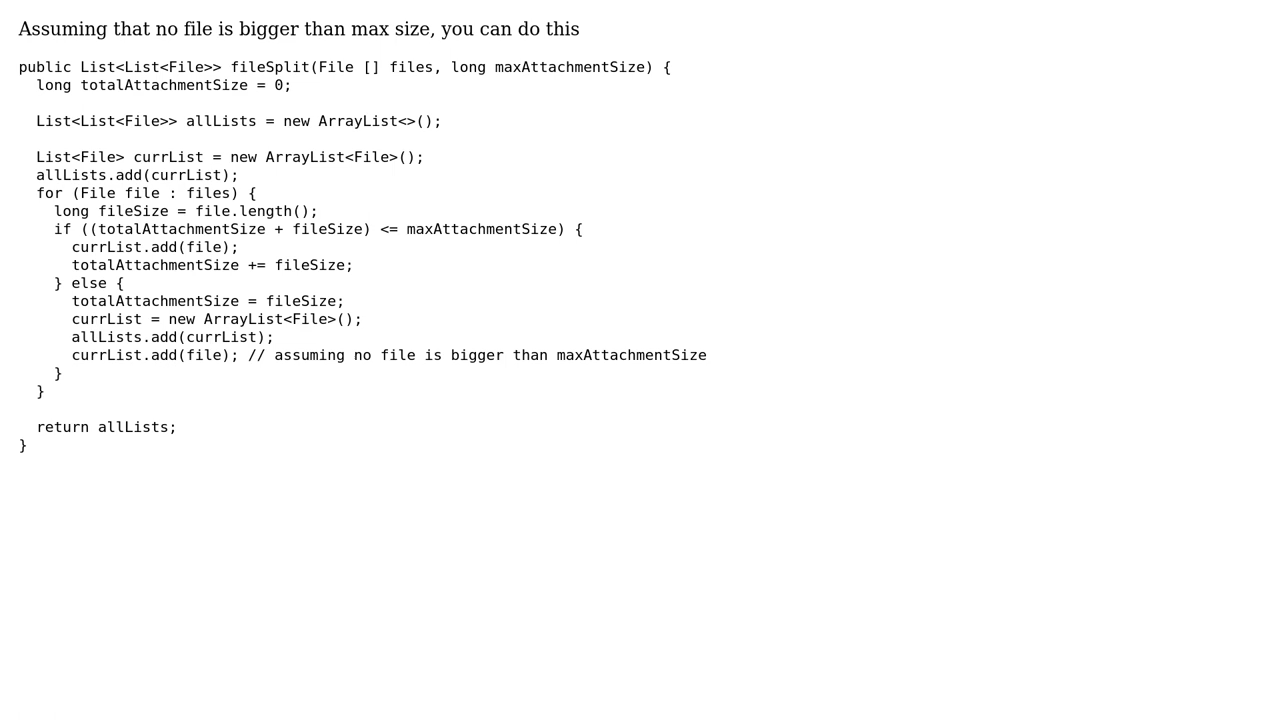 Assuming that no file is bigger than max size, you can do this
public List<List<File>> fileSplit(File [] files, long maxAttachmentSize) {
  long totalAttachmentSize = 0;

  List<List<File>> allLists = new ArrayList<>();

  List<File> currList = new ArrayList<File>();
  allLists.add(currList);
  for (File file : files) {
    long fileSize = file.length();
    if ((totalAttachmentSize + fileSize) <= maxAttachmentSize) {
      currList.add(file);
      totalAttachmentSize += fileSize;
    } else {
      totalAttachmentSize = fileSize;
      currList = new ArrayList<File>();
      allLists.add(currList);
      currList.add(file); // assuming no file is bigger than maxAttachmentSize
    }
  }

  return allLists;
}